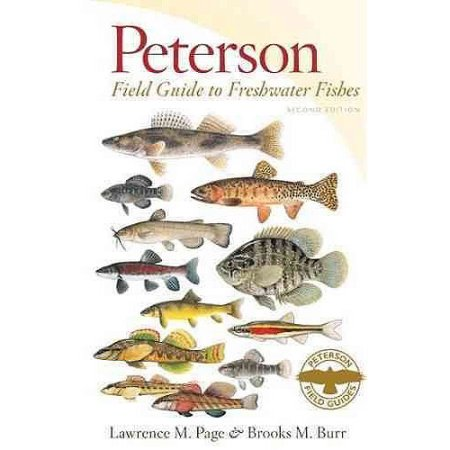 Peterson
Field Guide to Freshwater Fishes
SECOND EDITION
PETERSON
FIELD GUIDES
Lawrence M. Page & Brooks M. Burr